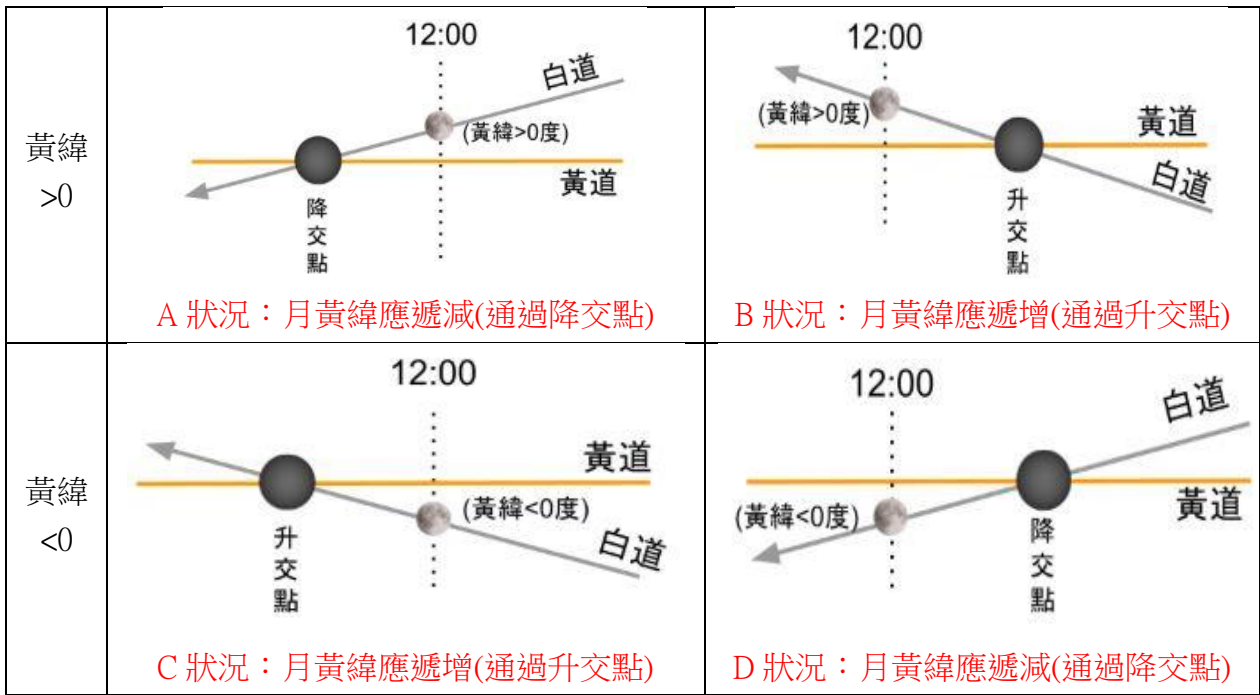 黃緯
>0
12:00
白道
(黃緯>0度)
黃道
降
交
點
A 狀況：月黃緯應遞減(通過降交點)
12:00
(黃緯>0度)
黃道
白道
升
交
點
B 狀況：月黃緯應遞增(通過升交點)
黃緯
<0
12:00
黃道
(黃緯<0度)
白道
升
交
點
C 狀況：月黃緯應遞增(通過升交點)
12:00
白道
(黃緯<0度)
黃道
降
交
點
D 狀況：月黃緯應遞減(通過降交點)